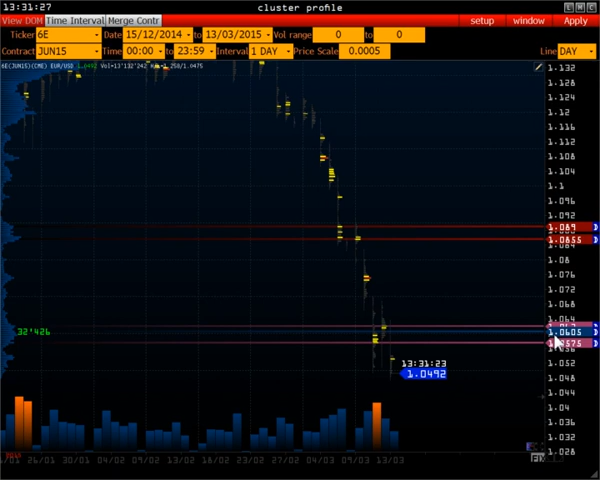 13:31:27 cluster profile L M C
View DOM Time Interval Merge Contr setup window Apply
Ticker 6E Date 15/12/2014 to 13/03/2015 Vol range 0 to 0
Contract JUN15 Time 00:00 to 23:59 Interval 1 DAY Price Scale 0.0005 Line DAY
6E(JUN15)(CME) EUR/USD
1.132
1.128
1.124
1.12
1.116
1.112
1.108
1.104
1.1
1.096
1.092
1.089 D
1.0855 D
1.08
1.076
1.072
1.068
1.064
32'426 1.0605 D
1.052
13:31:23
1.0492 1.048
1.044
1.04
1.036
1.032
1.028
26/01 30/01 04/02 09/02 13/02 18/02 23/02 27/02 04/03 09/03 13/03